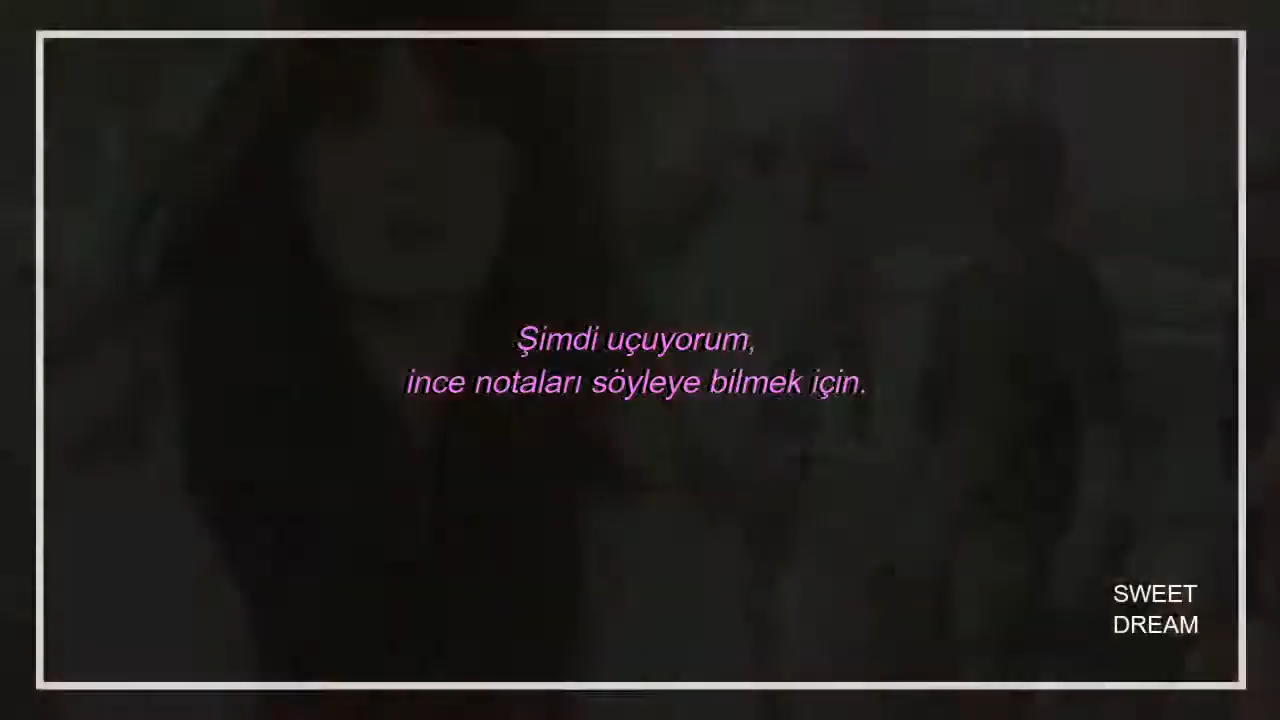 Şimdi uçuyorum,
ince notaları söyleye bilmek için.
SWEET
DREAM